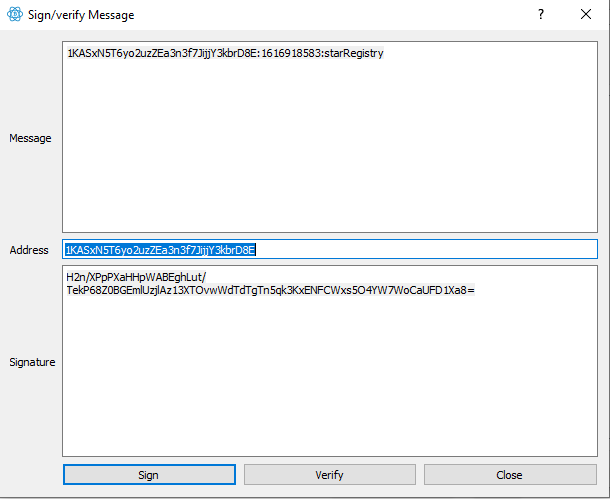 Sign/verify Message
Message
1KASxN5T6yo2uzZEa3n3f7JijjY3kbrD8E:1616918583:starRegistry
Address
1KASxN5T6yo2uzZEa3n3f7JijjY3kbrD8E
Signature
H2n/XPpPXaHHpWABEghLut/
TekP68Z0BGEmlUzjlAz13XTOvwWdTdTgTn5qk3KxENFCWxs5O4YW7WoCaUFD1Xa8=
Sign
Verify
Close